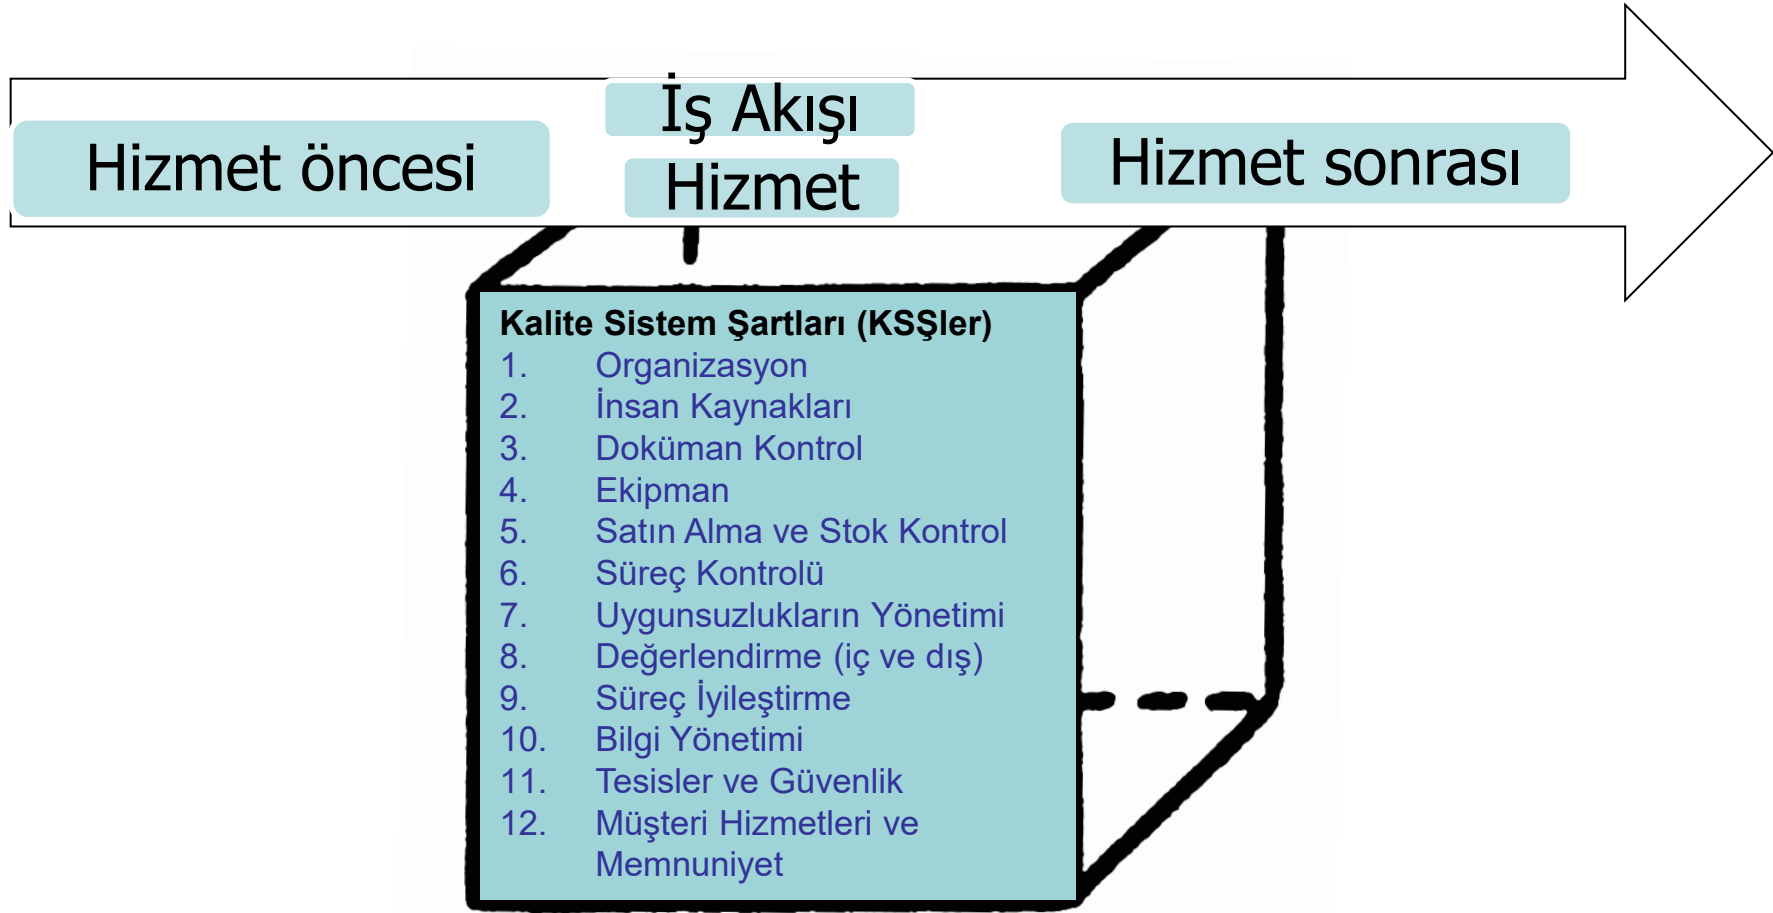 İş Akışı
Hizmet öncesi
Hizmet
Hizmet sonrası
Kalite Sistem Şartları (KSŞler)
1. Organizasyon
2. İnsan Kaynakları
3. Doküman Kontrol
4. Ekipman
5. Satın Alma ve Stok Kontrol
6. Süreç Kontrolü
7. Uygunsuzlukların Yönetimi
8. Değerlendirme (iç ve dış)
9. Süreç İyileştirme
10. Bilgi Yönetimi
11. Tesisler ve Güvenlik
12. Müşteri Hizmetleri ve
Memnuniyet